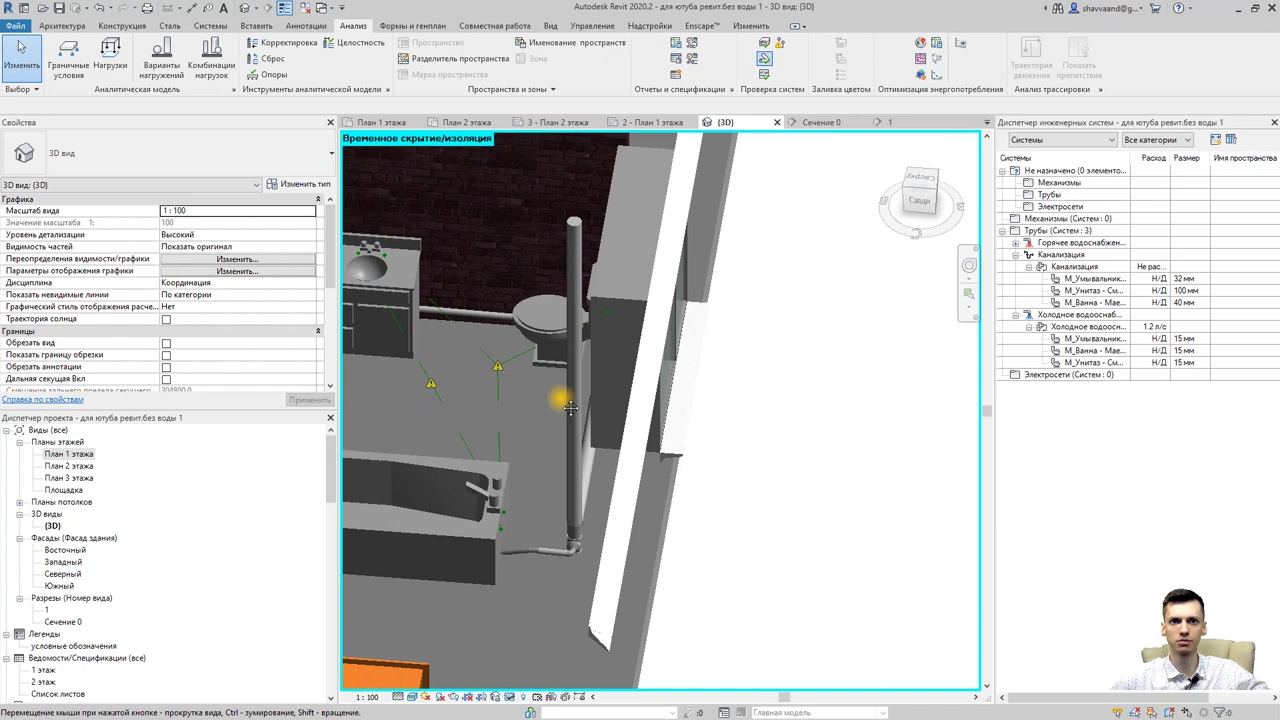 Autodesk Revit 2020.2 - для ютуба ревит.без воды 1 - 3D вид: {3D}
shavvaand@g...
Файл Архитектура Конструкция Сталь Системы Вставить Аннотации Анализ Формы и генплан Совместная работа Вид Управление Надстройки Enscape™ Изменить
Изменить
Граничные условия
Нагрузки
Варианты нагружений
Комбинации нагрузок
Корректировка
Целостность
Сброс
Опоры
Пространство
Именование пространств
Разделитель пространства
Зона
Марка пространства
Траектория движения
Показать препятствия
Выбор
Аналитическая модель
Инструменты аналитической модели
Пространства и зоны
Отчеты и спецификации
Проверка систем
Заливка цветом
Оптимизация энергопотребления
Анализ трассировки
Свойства
План 1 этажа
План 2 этажа
3 - План 2 этажа
2 - План 1 этажа
{3D}
Сечение 0
1
Диспетчер инженерных систем - для ютуба ревит.без воды 1
3D вид
3D вид: {3D}
Изменить тип
Графика
Масштаб вида 1 : 100
Значение масштаба 1: 100
Уровень детализации Высокий
Видимость частей Показать оригинал
Переопределения видимости/графики Изменить...
Параметры отображения графики Изменить...
Дисциплина Координация
Показать невидимые линии По категории
Графический стиль отображения расче... Нет
Траектория солнца
Границы
Обрезать вид
Показать границу обрезки
Обрезать аннотации
Дальняя секущая Вкл
Смещение дальнего предела секущего 304800.0
Справка по свойствам
Применить
Диспетчер проекта - для ютуба ревит.без воды 1
Виды (все)
Планы этажей
План 1 этажа
План 2 этажа
План 3 этажа
Площадка
Планы потолков
3D виды
{3D}
Фасады (Фасад здания)
Восточный
Западный
Северный
Южный
Разрезы (Номер вида)
1
Сечение 0
Легенды
условные обозначения
Ведомости/Спецификации (все)
1 этаж
2 этаж
Список листов
Временное скрытие/изоляция
Сверху
Сзади
1 : 100
Системы
Все категории
Системы Расход Размер Имя пространства
Не назначено (0 элементо...
Механизмы
Трубы
Электросети
Механизмы (Систем : 0)
Трубы (Систем : 3)
Горячее водоснабжен...
Канализация
Канализация Не рас...
М_Умывальник... Н/Д 32 мм
М_Унитаз - См... Н/Д 100 мм
М_Ванна - Мае... Н/Д 40 мм
Холодное водооснаб...
Холодное водоосн... 1.2 л/с
М_Умывальник... Н/Д 15 мм
М_Ванна - Мае... Н/Д 15 мм
М_Унитаз - См... Н/Д 15 мм
Электросети (Систем : 0)
Перемещение мыши при нажатой кнопке - прокрутка вида, Ctrl - зумирование, Shift - вращение.
:0
Главная модель
:0